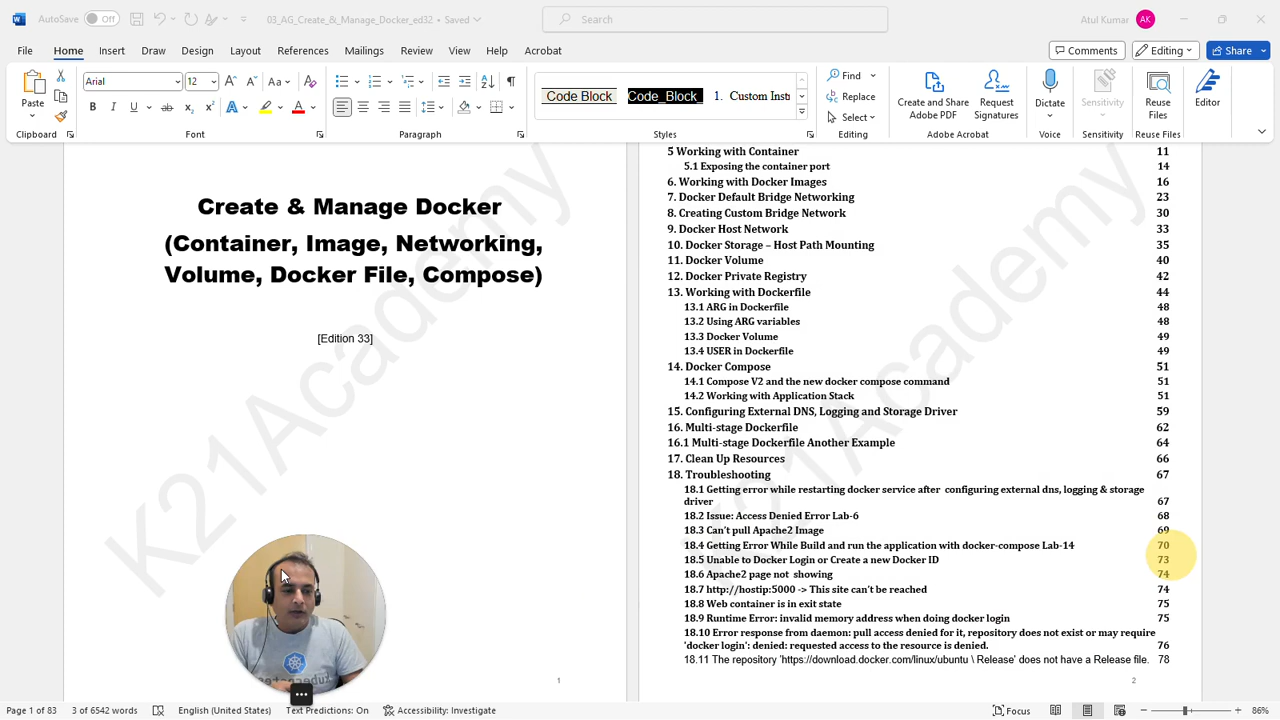 AutoSave Off 03_AG_Create_&_Manage_Docker_ed32 • Saved Search Atul Kumar AK
File Home Insert Draw Design Layout References Mailings Review View Help Acrobat Comments Editing Share
Paste Arial 12 Aa Code Block Code_Block_ 1. Custom Inst Find Replace Select Create and Share Adobe PDF Request Signatures Dictate Sensitivity Reuse Files Editor
Clipboard Font Paragraph Styles Editing Adobe Acrobat Voice Sensitivity Reuse Files
Create & Manage Docker
(Container, Image, Networking,
Volume, Docker File, Compose)
[Edition 33]
K21Academy
1
5 Working with Container 11
5.1 Exposing the container port 14
6. Working with Docker Images 16
7. Docker Default Bridge Networking 23
8. Creating Custom Bridge Network 30
9. Docker Host Network 33
10. Docker Storage – Host Path Mounting 35
11. Docker Volume 40
12. Docker Private Registry 42
13. Working with Dockerfile 44
13.1 ARG in Dockerfile 48
13.2 Using ARG variables 48
13.3 Docker Volume 49
13.4 USER in Dockerfile 49
14. Docker Compose 51
14.1 Compose V2 and the new docker compose command 51
14.2 Working with Application Stack 51
15. Configuring External DNS, Logging and Storage Driver 59
16. Multi-stage Dockerfile 62
16.1 Multi-stage Dockerfile Another Example 64
17. Clean Up Resources 66
18. Troubleshooting 67
18.1 Getting error while restarting docker service after configuring external dns, logging & storage
driver 67
18.2 Issue: Access Denied Error Lab-6 68
18.3 Can't pull Apache2 Image 69
18.4 Getting Error While Build and run the application with docker-compose Lab-14 70
18.5 Unable to Docker Login or Create a new Docker ID 73
18.6 Apache2 page not showing 74
18.7 http://hostip:5000 -> This site can't be reached 74
18.8 Web container is in exit state 75
18.9 Runtime Error: invalid memory address when doing docker login 75
18.10 Error response from daemon: pull access denied for it, repository does not exist or may require
'docker login': denied: requested access to the resource is denied. 76
18.11 The repository 'https://download.docker.com/linux/ubuntu \ Release' does not have a Release file. 78
K21Academy
2
Page 1 of 83 3 of 6542 words English (United States) Text Predictions: On Accessibility: Investigate Focus 86%